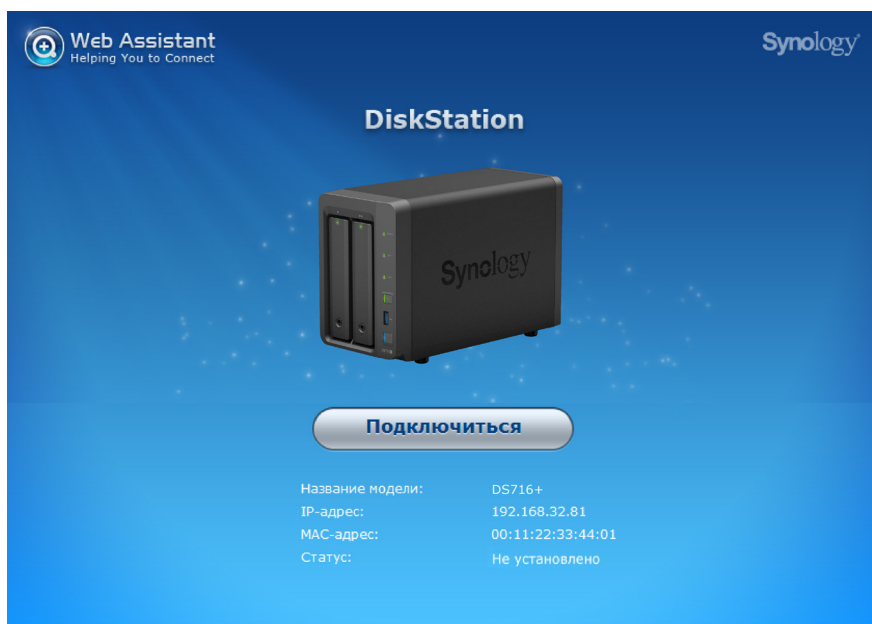 Web Assistant
Helping You to Connect
Synology
DiskStation
Synology
Подключиться
Название модели: DS716+
IP-адрес: 192.168.32.81
MAC-адрес: 00:11:22:33:44:01
Статус: Не установлено